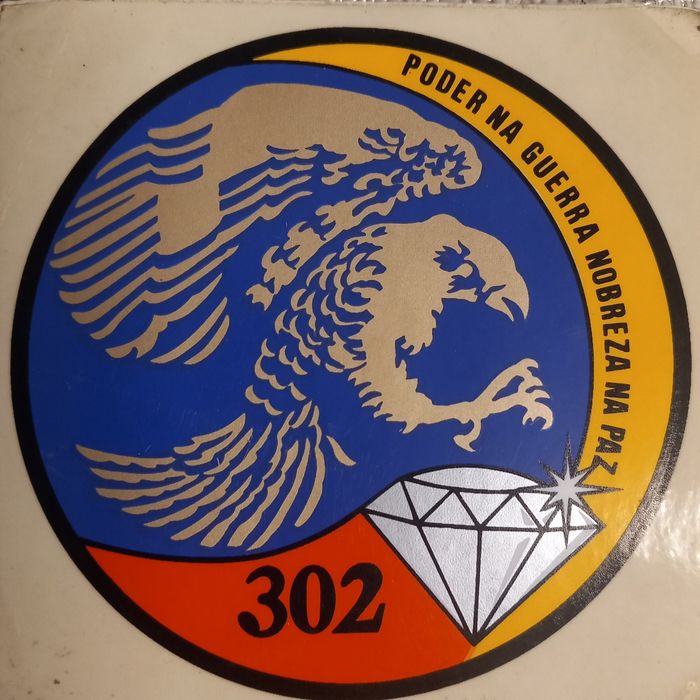 PODER NA GUERRA NOBREZA NA PAZ
302